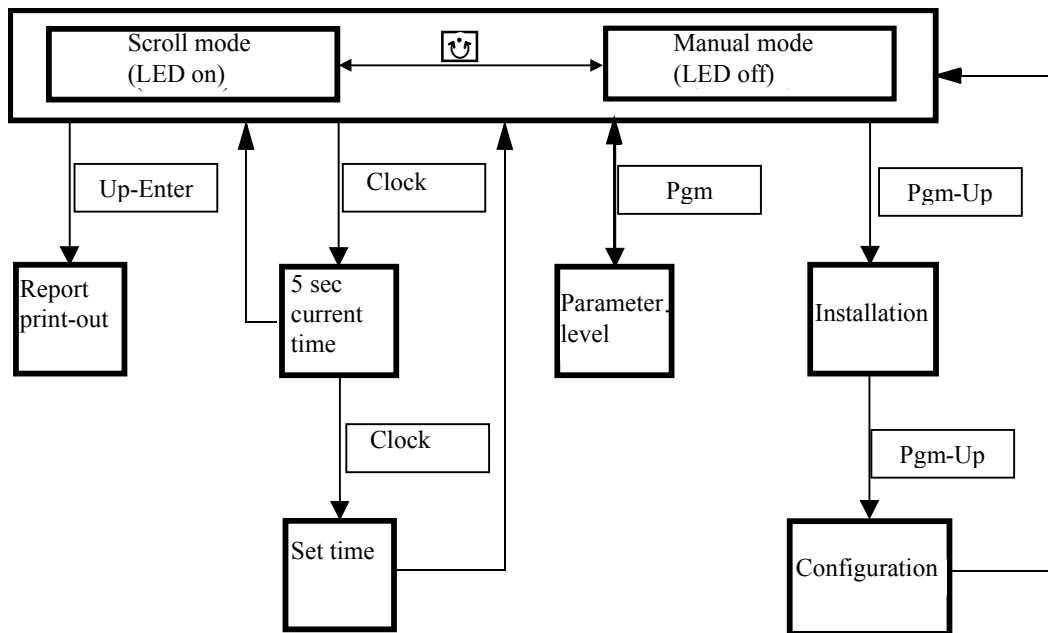 Scroll mode
(LED on)
Manual mode
(LED off)
Up-Enter
Clock
Pgm
Pgm-Up
Report
print-out
5 sec
current
time
Parameter
level
Installation
Clock
Pgm-Up
Set time
Configuration